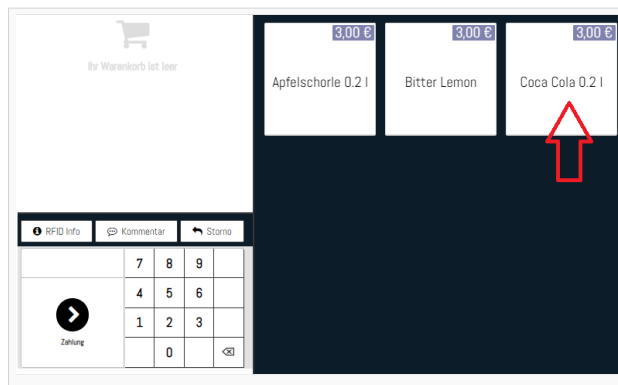 Ihr Warenkorb ist leer
3,00 €
Apfelschorle 0.2 l
3,00 €
Bitter Lemon
3,00 €
Coca Cola 0.2 l
RFID Info
Kommentar
Storno
7 8 9
4 5 6
1 2 3
0
Zahlung